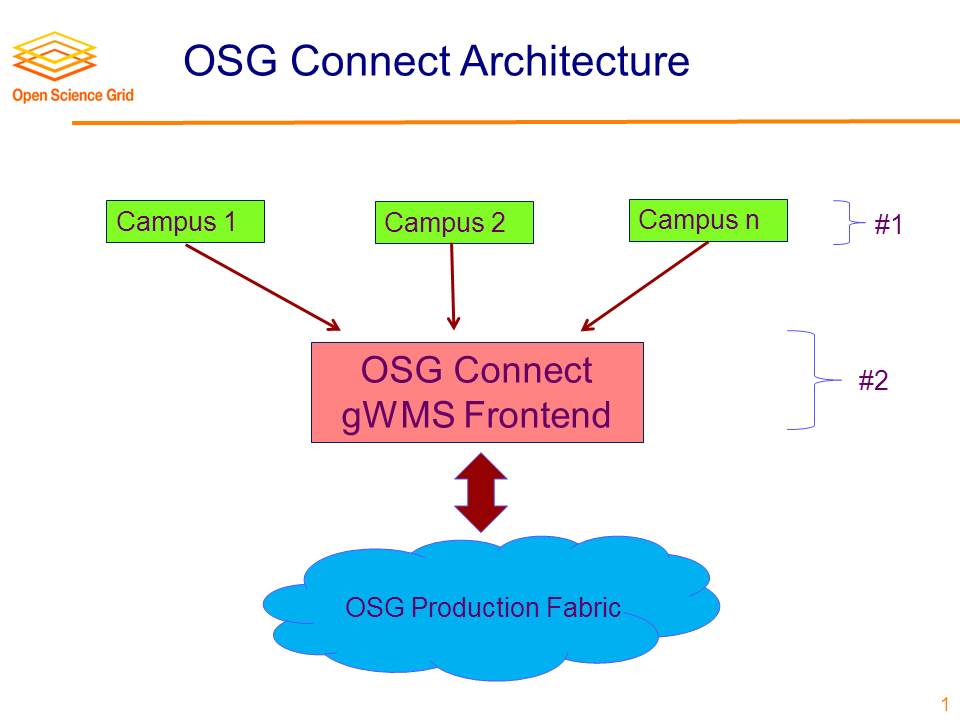 OSG Connect Architecture
Open Science Grid
Campus 1
Campus 2
Campus n
#1
OSG Connect
gWMS Frontend
#2
OSG Production Fabric
1